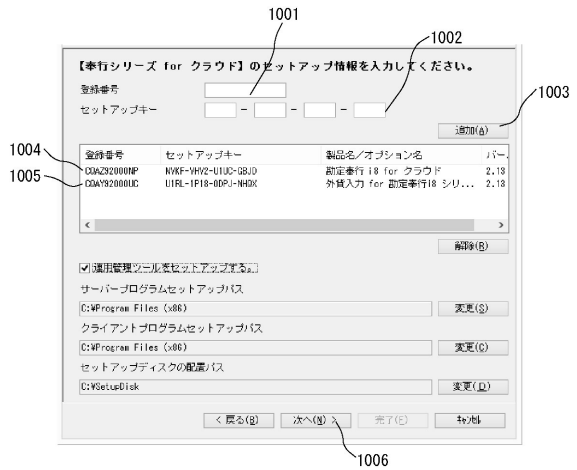 1001
1002
【奉行シリーズ for クラウド】のセットアップ情報を入力してください。
登録番号
セットアップキー - - -
1003
追加(A)
1004
1005
登録番号 セットアップキー 製品名/オプション名 バー.
CQAZ92000NP NVKF-VHV2-U1UC-GBJD 勘定奉行 i8 for クラウド 2.13
CQAY92000UC U1RL-1P18-0DPJ-NHQX 外貨入力 for 勘定奉行i8 シリ... 2.13
解除(R)
運用管理ツールをセットアップする。
サーバープログラムセットアップパス
C:¥Program Files (x86) 変更(S)
クライアントプログラムセットアップパス
C:¥Program Files (x86) 変更(C)
セットアップディスクの配置パス
C:¥SetupDisk 変更(D)
< 戻る(B) 次へ(N) > 完了(F) キャンセル
1006